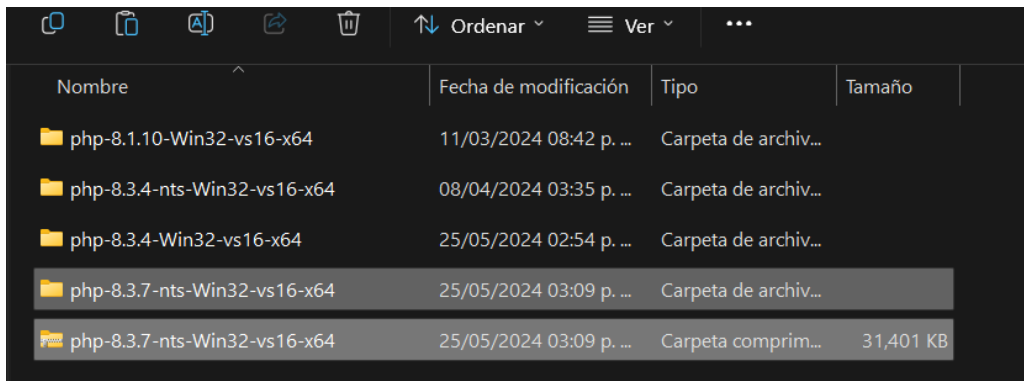 Ordenar Ver ...
Nombre Fecha de modificación Tipo Tamaño
php-8.1.10-Win32-vs16-x64 11/03/2024 08:42 p. ... Carpeta de archiv...
php-8.3.4-nts-Win32-vs16-x64 08/04/2024 03:35 p. ... Carpeta de archiv...
php-8.3.4-Win32-vs16-x64 25/05/2024 02:54 p. ... Carpeta de archiv...
php-8.3.7-nts-Win32-vs16-x64 25/05/2024 03:09 p. ... Carpeta de archiv...
php-8.3.7-nts-Win32-vs16-x64 25/05/2024 03:09 p. ... Carpeta comprim... 31,401 KB